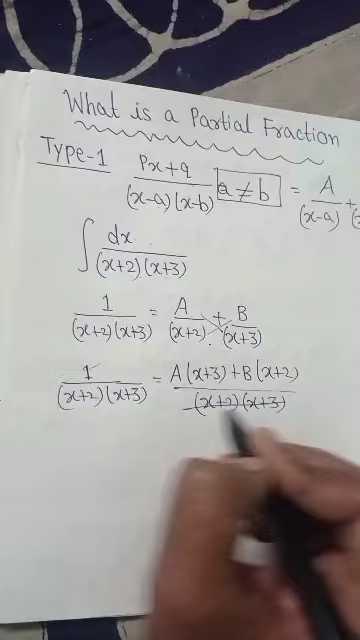 What is a Partial Fraction
Type-1 Px+q/(x-a)(x-b) a≠b = A/(x-a) +
∫ dx/(x+2)(x+3)
1/(x+2)(x+3) = A/(x+2) + B/(x+3)
1/(x+2)(x+3) = A(x+3)+B(x+2)/(x+2)(x+3)